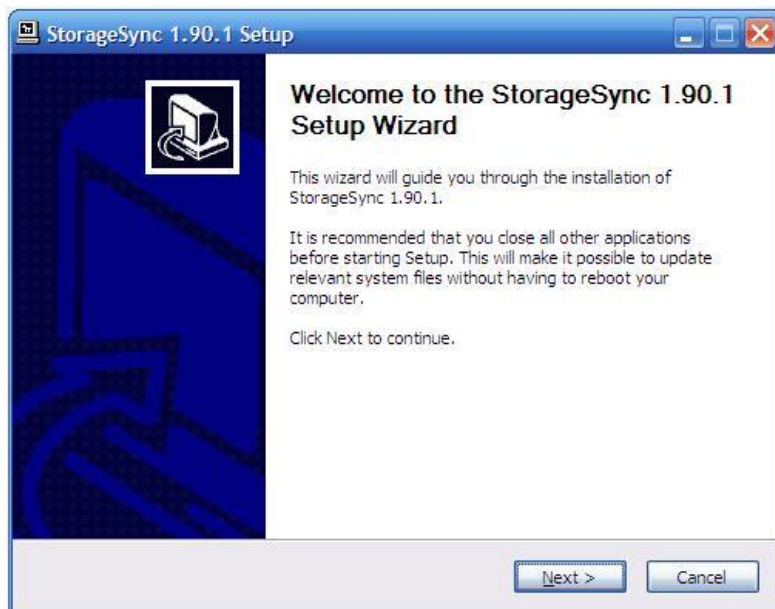 StorageSync 1.90.1 Setup
Welcome to the StorageSync 1.90.1
Setup Wizard
This wizard will guide you through the installation of
StorageSync 1.90.1.
It is recommended that you close all other applications
before starting Setup. This will make it possible to update
relevant system files without having to reboot your
computer.
Click Next to continue.
Next > Cancel